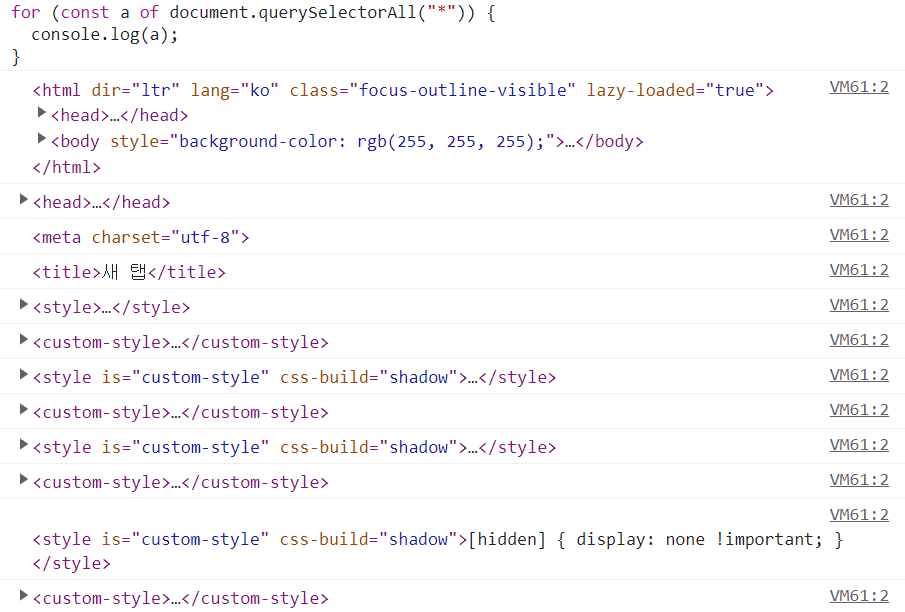 for (const a of document.querySelectorAll("*")) {
  console.log(a);
}
<html dir="ltr" lang="ko" class="focus-outline-visible" lazy-loaded="true"> VM61:2
▶<head>…</head>
▶<body style="background-color: rgb(255, 255, 255);">…</body>
</html>
▶<head>…</head> VM61:2
<meta charset="utf-8"> VM61:2
<title>새 탭</title> VM61:2
▶<style>…</style> VM61:2
▶<custom-style>…</custom-style> VM61:2
▶<style is="custom-style" css-build="shadow">…</style> VM61:2
▶<custom-style>…</custom-style> VM61:2
▶<style is="custom-style" css-build="shadow">…</style> VM61:2
▶<custom-style>…</custom-style> VM61:2
VM61:2
<style is="custom-style" css-build="shadow">[hidden] { display: none !important; }
</style>
▶<custom-style>…</custom-style> VM61:2